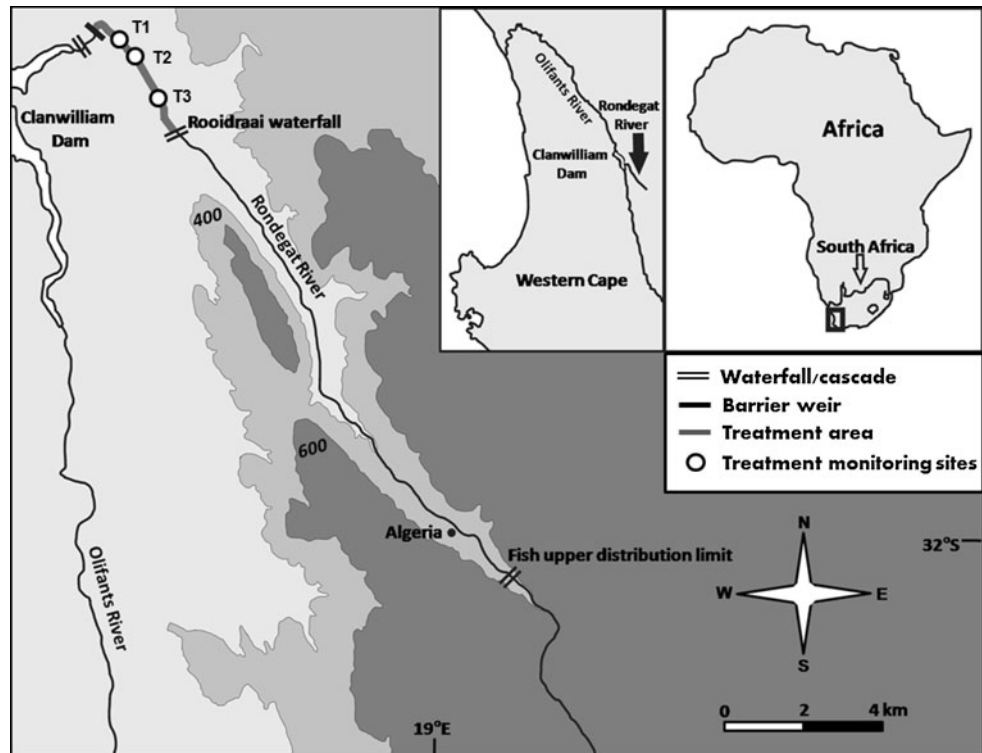 T1
T2
T3
Clanwilliam
Dam
Rooidraai waterfall
400
Rondegat River
600
Algeria
Fish upper distribution limit
Olifants River
19°E
32°S
Olifants River
Rondegat
River
Clanwilliam
Dam
Western Cape
Africa
South Africa
Waterfall/cascade
Barrier weir
Treatment area
Treatment monitoring sites
N
W
E
S
0 2 4 km